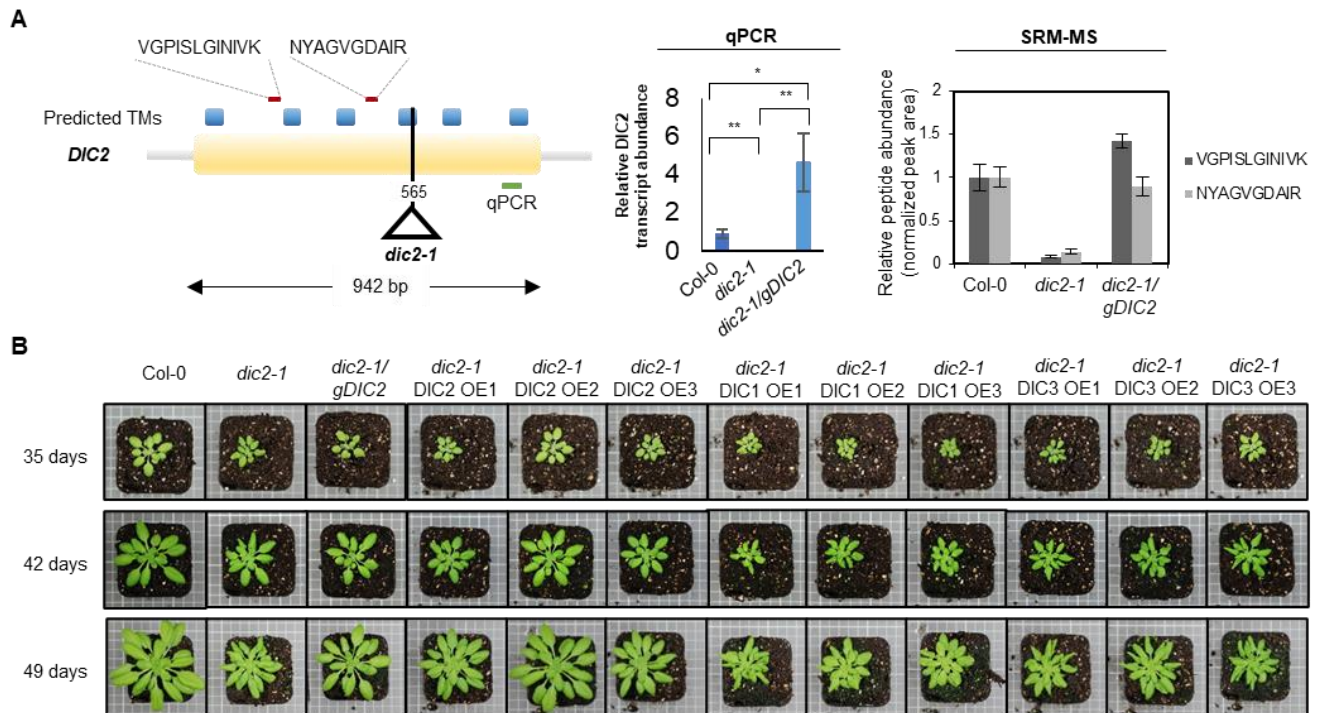 A
VGPISLGINIVK
NYAGVGDAIR
Predicted TMs
DIC2
565
qPCR
dic2-1
942 bp
qPCR
Relative DIC2
transcript abundance
8
6
4
2
0
*
**
**
Col-0
dic2-1
dic2-1/gDIC2
SRM-MS
Relative peptide abundance
(normalized peak area)
2
1.5
1
0.5
0
Col-0
dic2-1
dic2-1/
gDIC2
VGPISLGINIVK
NYAGVGDAIR
B
Col-0
dic2-1
dic2-1/
gDIC2
dic2-1
DIC2 OE1
dic2-1
DIC2 OE2
dic2-1
DIC2 OE3
dic2-1
DIC1 OE1
dic2-1
DIC1 OE2
dic2-1
DIC1 OE3
dic2-1
DIC3 OE1
dic2-1
DIC3 OE2
dic2-1
DIC3 OE3
35 days
42 days
49 days